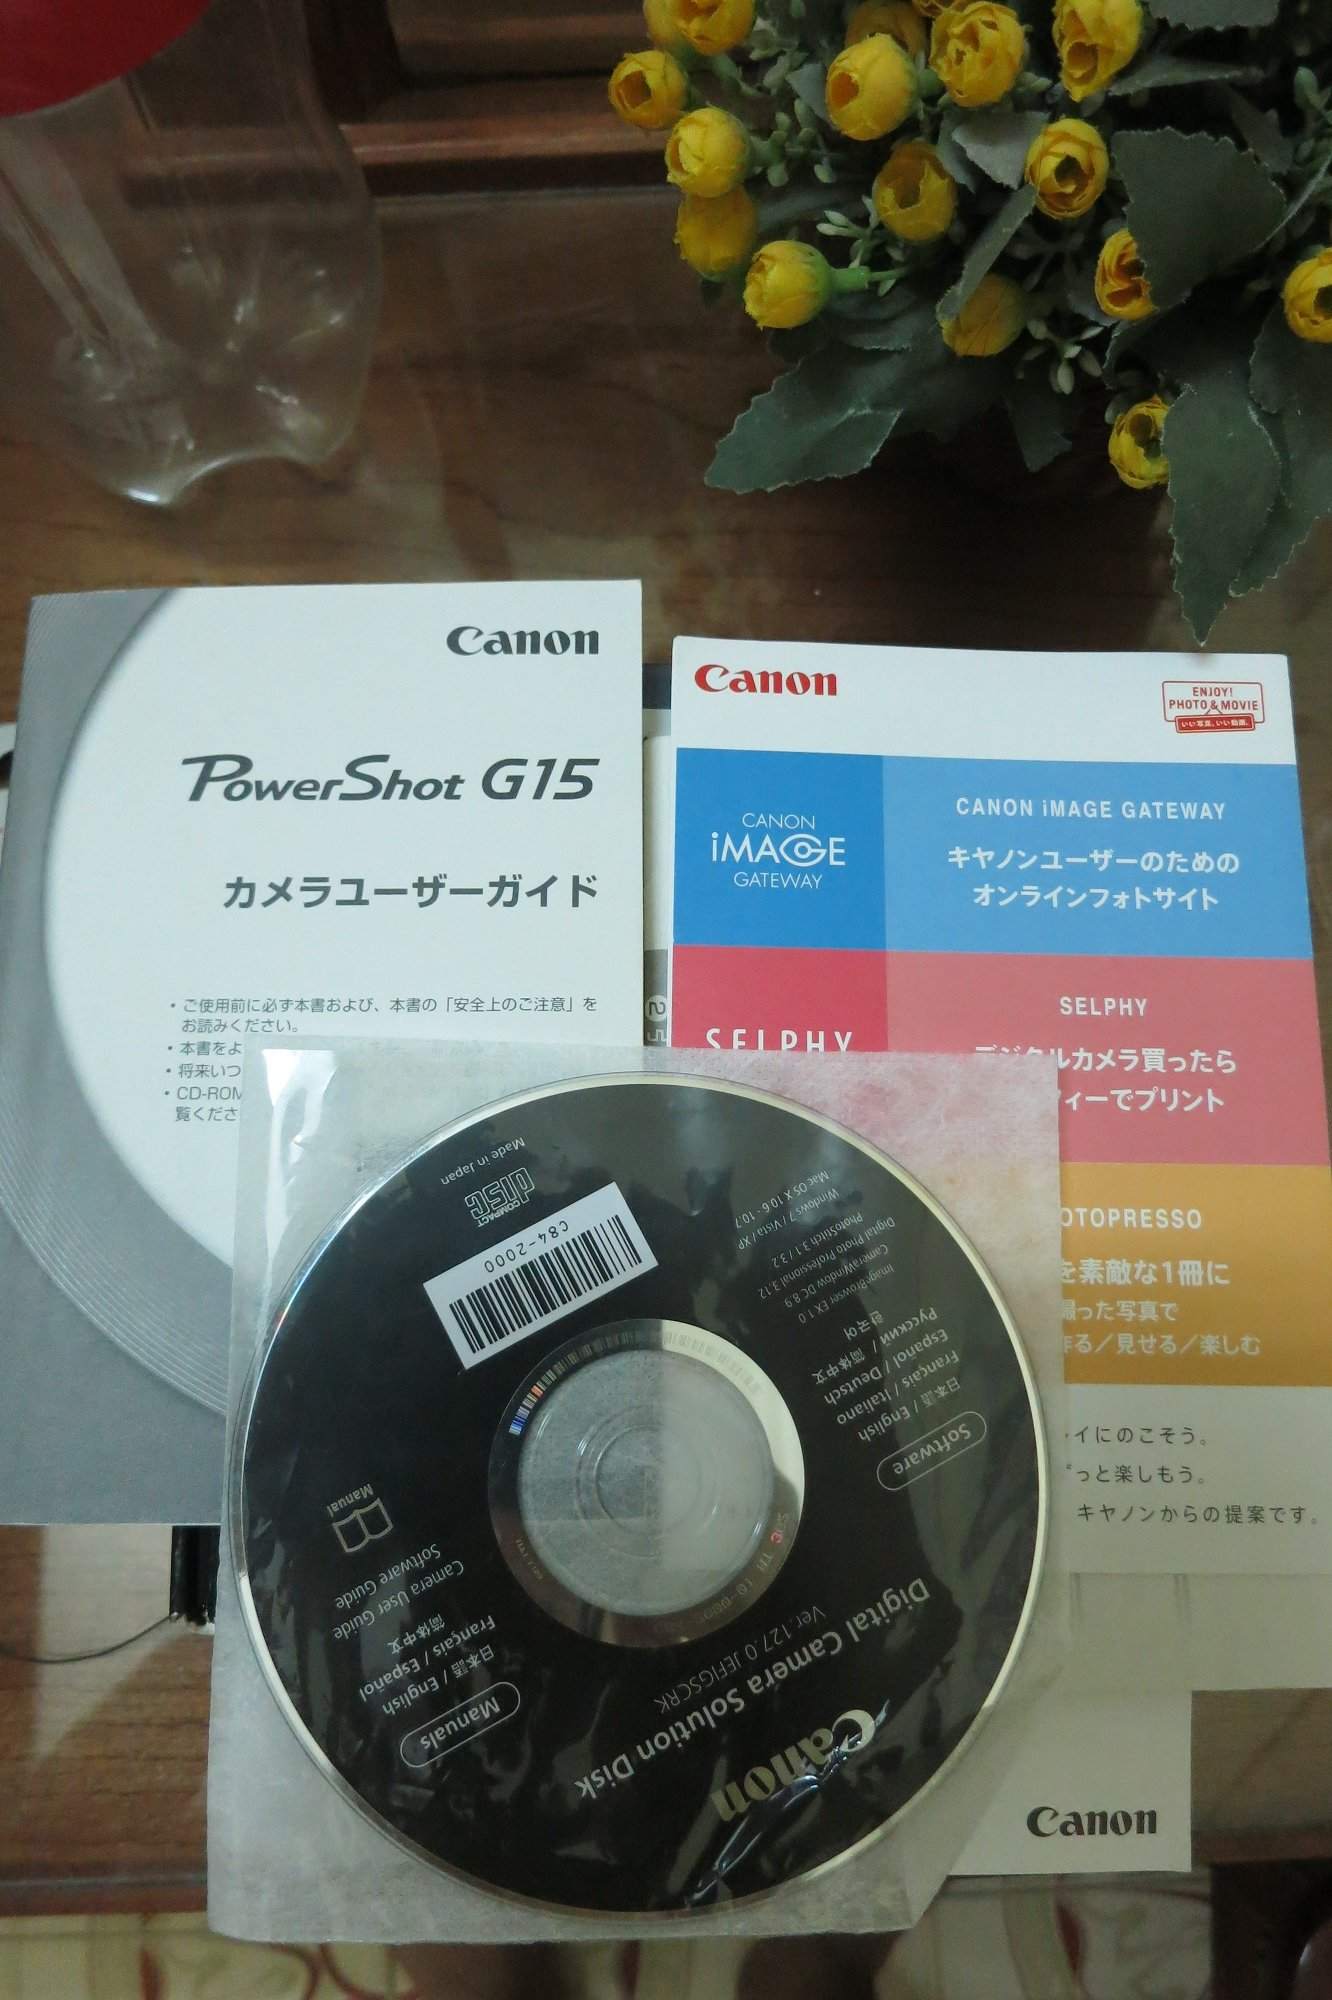 Canon
PowerShot G15
カメラユーザーガイド
・ご使用前に必ず本書および、本書の「安全上のご注意」を
お読みください。
・本書をよ
・将来いつ
・CD-ROM
覧くださ
Canon
ENJOY!
PHOTO & MOVIE
いい写真、いい動画。
CANON
iMAGE
GATEWAY
CANON iMAGE GATEWAY
キヤノンユーザーのための
オンラインフォトサイト
SELPHY
SELPHY
デジタルカメラ買ったら
ィーでプリント
OTOPRESSO
を素敵な1冊に
撮った写真で
作る／見せる／楽しむ
イにのこそう。
っと楽しもう。
キヤノンからの提案です。
Canon
Canon
Digital Camera Solution Disk
Ver.127.0 JEFIGSCRK
Manuals
日本語 / English
Français / Español
简体中文
Camera User Guide
Software Guide
Manual
Software
日本語 / English
Français / Italiano
Español / Deutsch
Русский / 简体中文
한국어
ImageBrowser EX 1.0
CameraWindow DC 8.9
Digital Photo Professional 3.12
PhotoStitch 3.1 / 3.2
Windows 7 / Vista / XP
Mac OS X 10.6 - 10.7
C84-2000
COMPACT
disc
Made in Japan